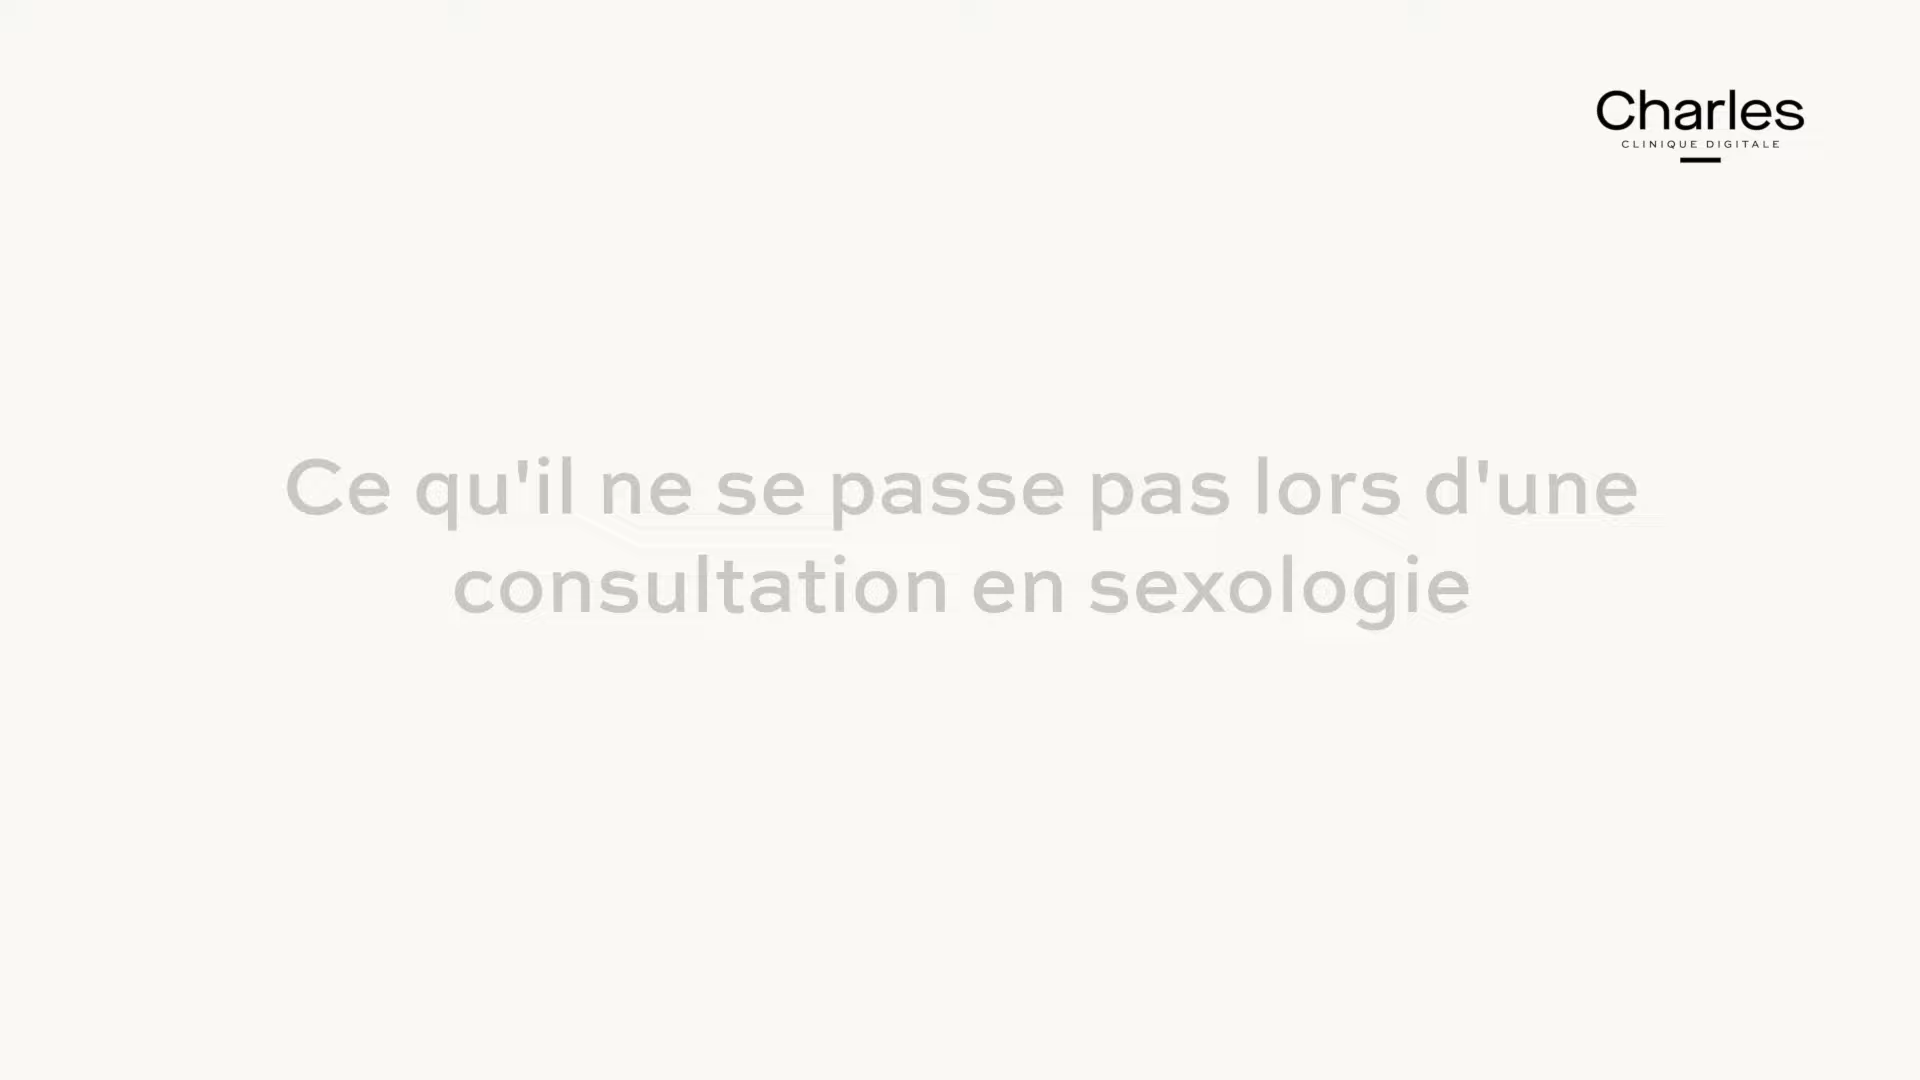 Charles
CLINIQUE DIGITALE
Ce qu'il ne se passe pas lors d'une
consultation en sexologie